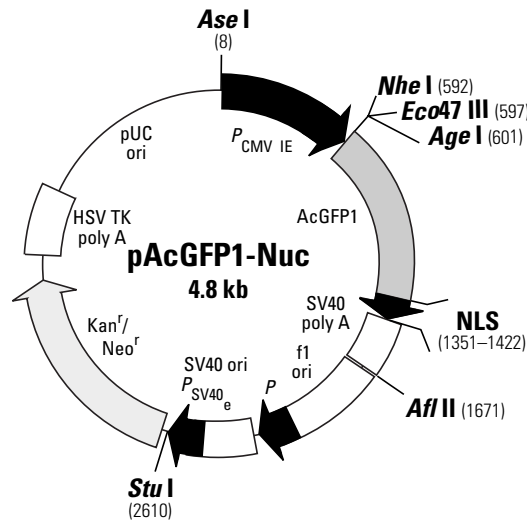 Ase I
(8)
Nhe I (592)
Eco47 III (597)
Age I (601)
pUC
ori
PCMV IE
HSV TK
poly A
AcGFP1
pAcGFP1-Nuc
4.8 kb
SV40
poly A
NLS
(1351–1422)
Kanr/
Neor
SV40 ori
PSV40e
f1
ori
P
Afl II (1671)
Stu I
(2610)